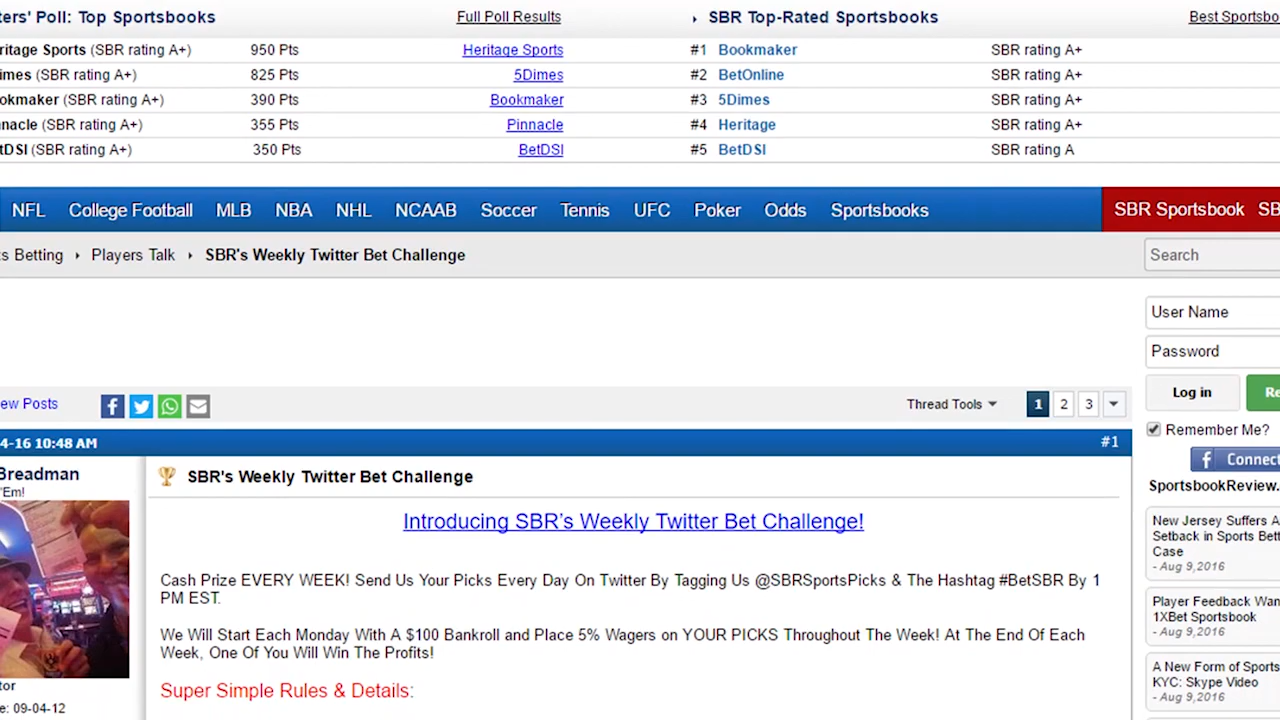 ters' Poll: Top Sportsbooks Full Poll Results
ritage Sports (SBR rating A+) 950 Pts Heritage Sports
imes (SBR rating A+) 825 Pts 5Dimes
okmaker (SBR rating A+) 390 Pts Bookmaker
nacle (SBR rating A+) 355 Pts Pinnacle
tDSI (SBR rating A+) 350 Pts BetDSI
SBR Top-Rated Sportsbooks Best Sportsbo
#1 Bookmaker SBR rating A+
#2 BetOnline SBR rating A+
#3 5Dimes SBR rating A+
#4 Heritage SBR rating A+
#5 BetDSI SBR rating A
NFL College Football MLB NBA NHL NCAAB Soccer Tennis UFC Poker Odds Sportsbooks SBR Sportsbook SB
s Betting Players Talk SBR's Weekly Twitter Bet Challenge
Search
User Name
Password
Log in Re
Remember Me?
f Connect
ew Posts
Thread Tools 1 2 3
4-16 10:48 AM #1
Breadman
'Em!
tor
e: 09-04-12
SBR's Weekly Twitter Bet Challenge
Introducing SBR's Weekly Twitter Bet Challenge!
Cash Prize EVERY WEEK! Send Us Your Picks Every Day On Twitter By Tagging Us @SBRSportsPicks & The Hashtag #BetSBR By 1
PM EST.
We Will Start Each Monday With A $100 Bankroll and Place 5% Wagers on YOUR PICKS Throughout The Week! At The End Of Each
Week, One Of You Will Win The Profits!
Super Simple Rules & Details:
SportsbookReview.
New Jersey Suffers A
Setback in Sports Bett
Case
- Aug 9,2016
Player Feedback Wan
1XBet Sportsbook
- Aug 9,2016
A New Form of Sports
KYC: Skype Video
- Aug 9,2016